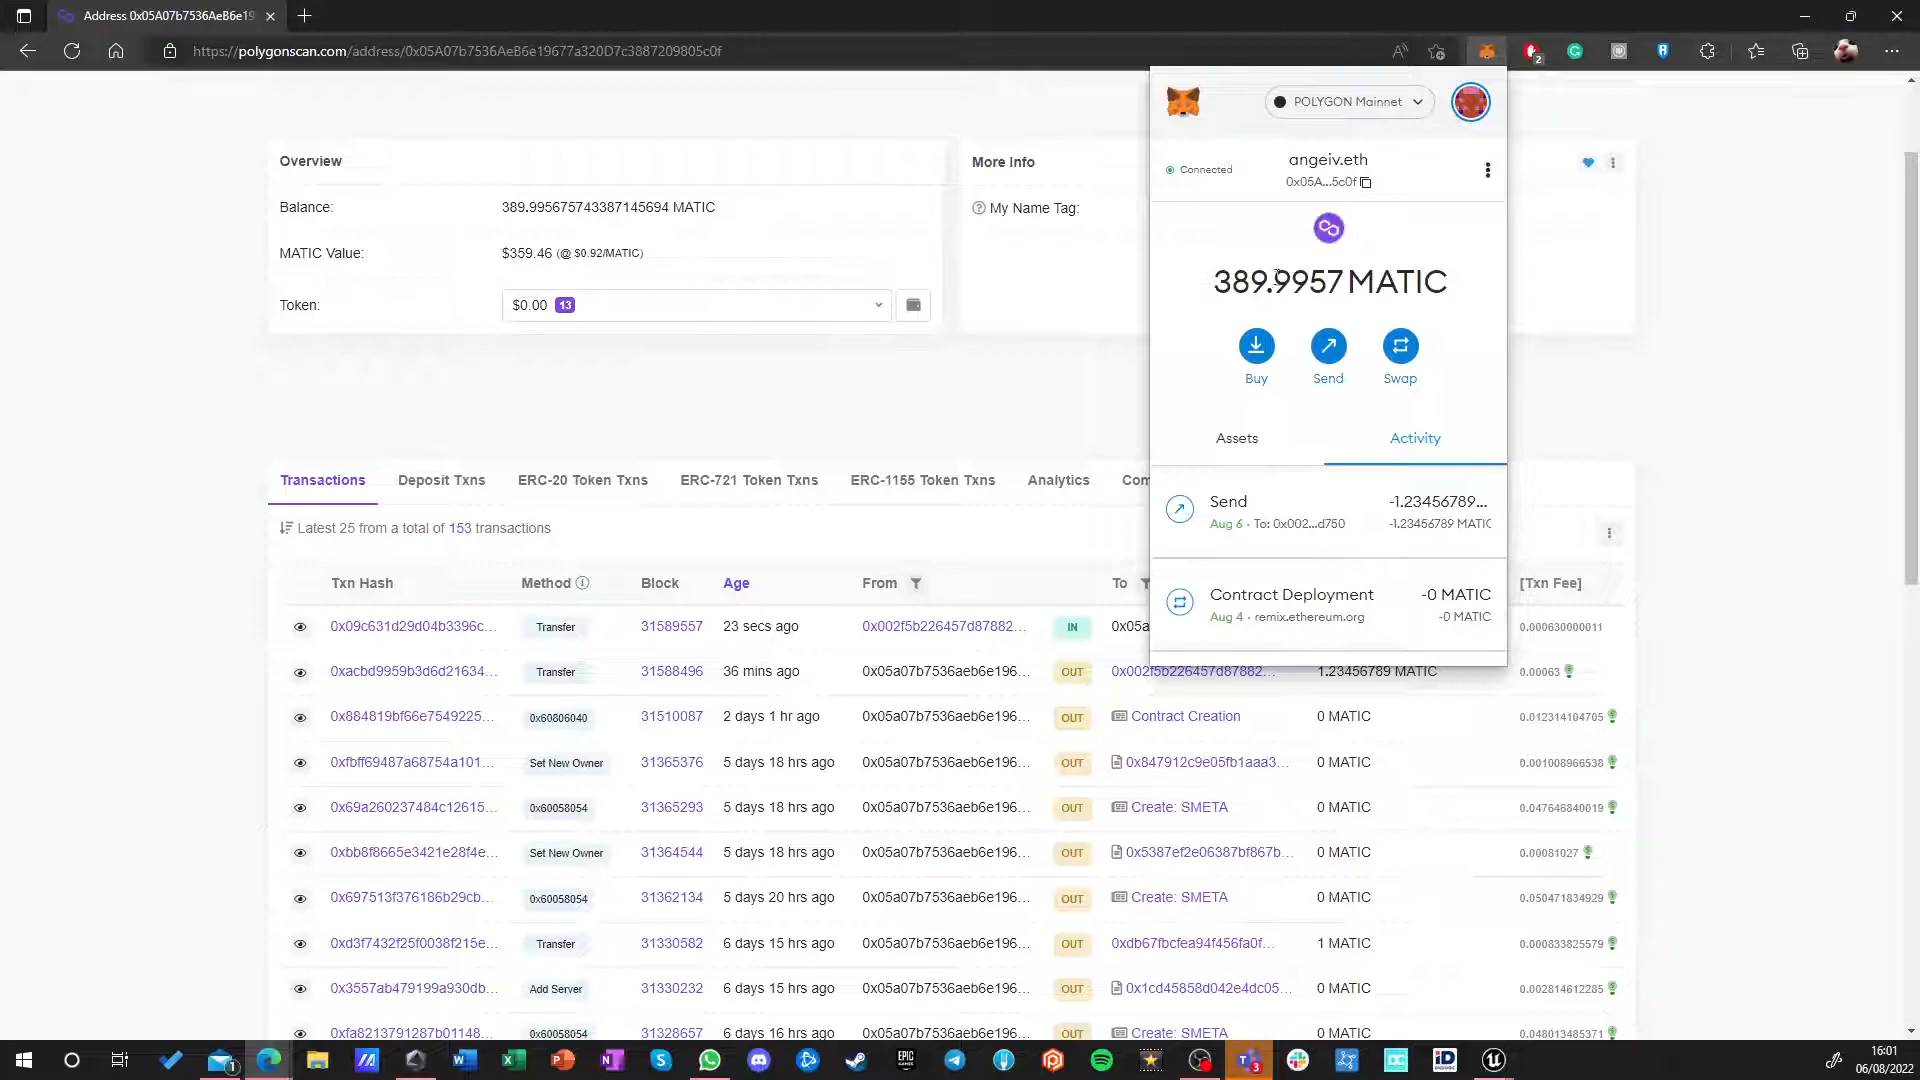 Address 0x05A07b7536AeB6e19
https://polygonscan.com/address/0x05A07b7536AeB6e19677a320D7c3887209805c0f
2
POLYGON Mainnet
Connected
angeiv.eth
0x05A...5c0f
389.9957 MATIC
Buy
Send
Swap
Assets
Activity
Send
-1.23456789...
Aug 6 · To: 0x002...d750
-1.23456789 MATIC
Contract Deployment
-0 MATIC
Aug 4 · remix.ethereum.org
-0 MATIC
Overview
Balance:
389.995675743387145694 MATIC
MATIC Value:
$359.46 (@ $0.92/MATIC)
Token:
$0.00 13
More Info
My Name Tag:
Transactions
Deposit Txns
ERC-20 Token Txns
ERC-721 Token Txns
ERC-1155 Token Txns
Analytics
Com
Latest 25 from a total of 153 transactions
Txn Hash Method Block Age From To [Txn Fee]
0x09c631d29d04b3396c... Transfer 31589557 23 secs ago 0x002f5b226457d87882... IN 0x05a 0.000630000011
0xacbd9959b3d6d21634... Transfer 31588496 36 mins ago 0x05a07b7536aeb6e196... OUT 0x002f5b226457d87882... 1.23456789 MATIC 0.00063
0x884819bf66e7549225... 0x60806040 31510087 2 days 1 hr ago 0x05a07b7536aeb6e196... OUT Contract Creation 0 MATIC 0.012314104705
0xfbff69487a68754a101... Set New Owner 31365376 5 days 18 hrs ago 0x05a07b7536aeb6e196... OUT 0x847912c9e05fb1aaa3... 0 MATIC 0.001008966538
0x69a260237484c12615... 0x60058054 31365293 5 days 18 hrs ago 0x05a07b7536aeb6e196... OUT Create: SMETA 0 MATIC 0.047646840019
0xbb8f8665e3421e28f4e... Set New Owner 31364544 5 days 18 hrs ago 0x05a07b7536aeb6e196... OUT 0x5387ef2e06387bf867b... 0 MATIC 0.00081027
0x697513f376186b29cb... 0x60058054 31362134 5 days 20 hrs ago 0x05a07b7536aeb6e196... OUT Create: SMETA 0 MATIC 0.050471834929
0xd3f7432f25f0038f215e... Transfer 31330582 6 days 15 hrs ago 0x05a07b7536aeb6e196... OUT 0xdb67fbcfea94f456fa0f... 1 MATIC 0.000833825579
0x3557ab479199a930db... Add Server 31330232 6 days 15 hrs ago 0x05a07b7536aeb6e196... OUT 0x1cd45858d042e4dc05... 0 MATIC 0.002814612285
0xfa8213791287b01148... 0x60058054 31328657 6 days 16 hrs ago 0x05a07b7536aeb6e196... OUT Create: SMETA 0 MATIC 0.048013485371
16:01
06/08/2022